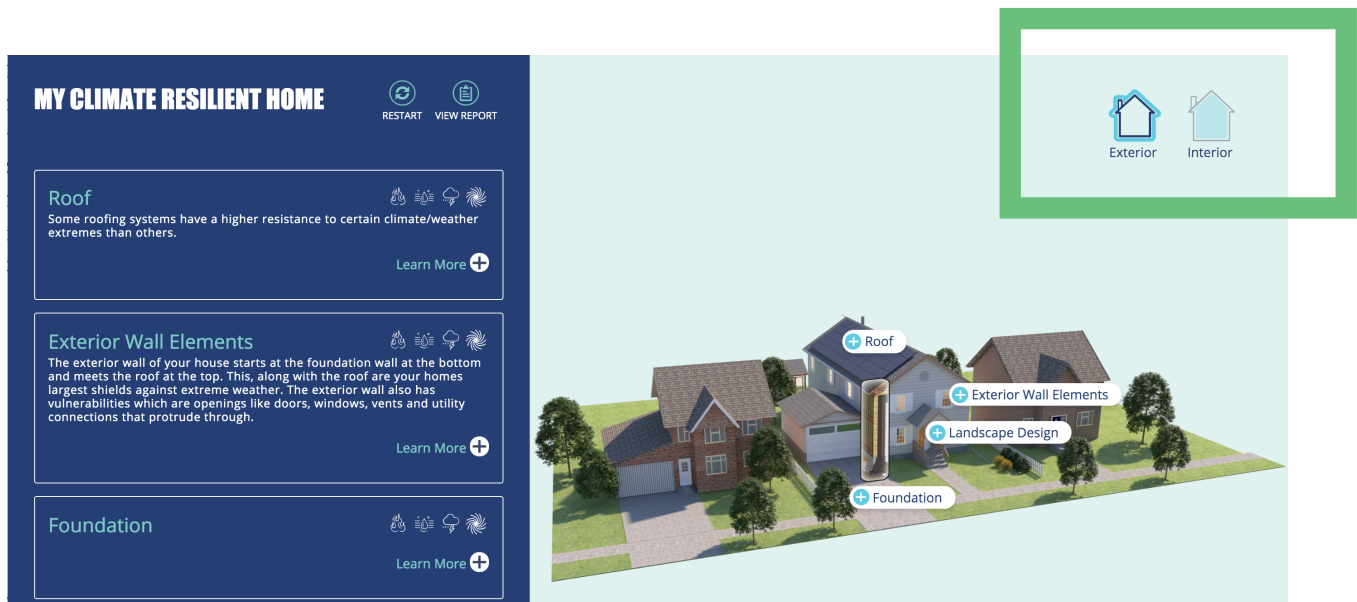 MY CLIMATE RESILIENT HOME
RESTART
VIEW REPORT
Roof
Some roofing systems have a higher resistance to certain climate/weather
extremes than others.
Learn More
Exterior Wall Elements
The exterior wall of your house starts at the foundation wall at the bottom
and meets the roof at the top. This, along with the roof are your homes
largest shields against extreme weather. The exterior wall also has
vulnerabilities which are openings like doors, windows, vents and utility
connections that protrude through.
Learn More
Foundation
Learn More
Exterior
Interior
Roof
Exterior Wall Elements
Landscape Design
Foundation